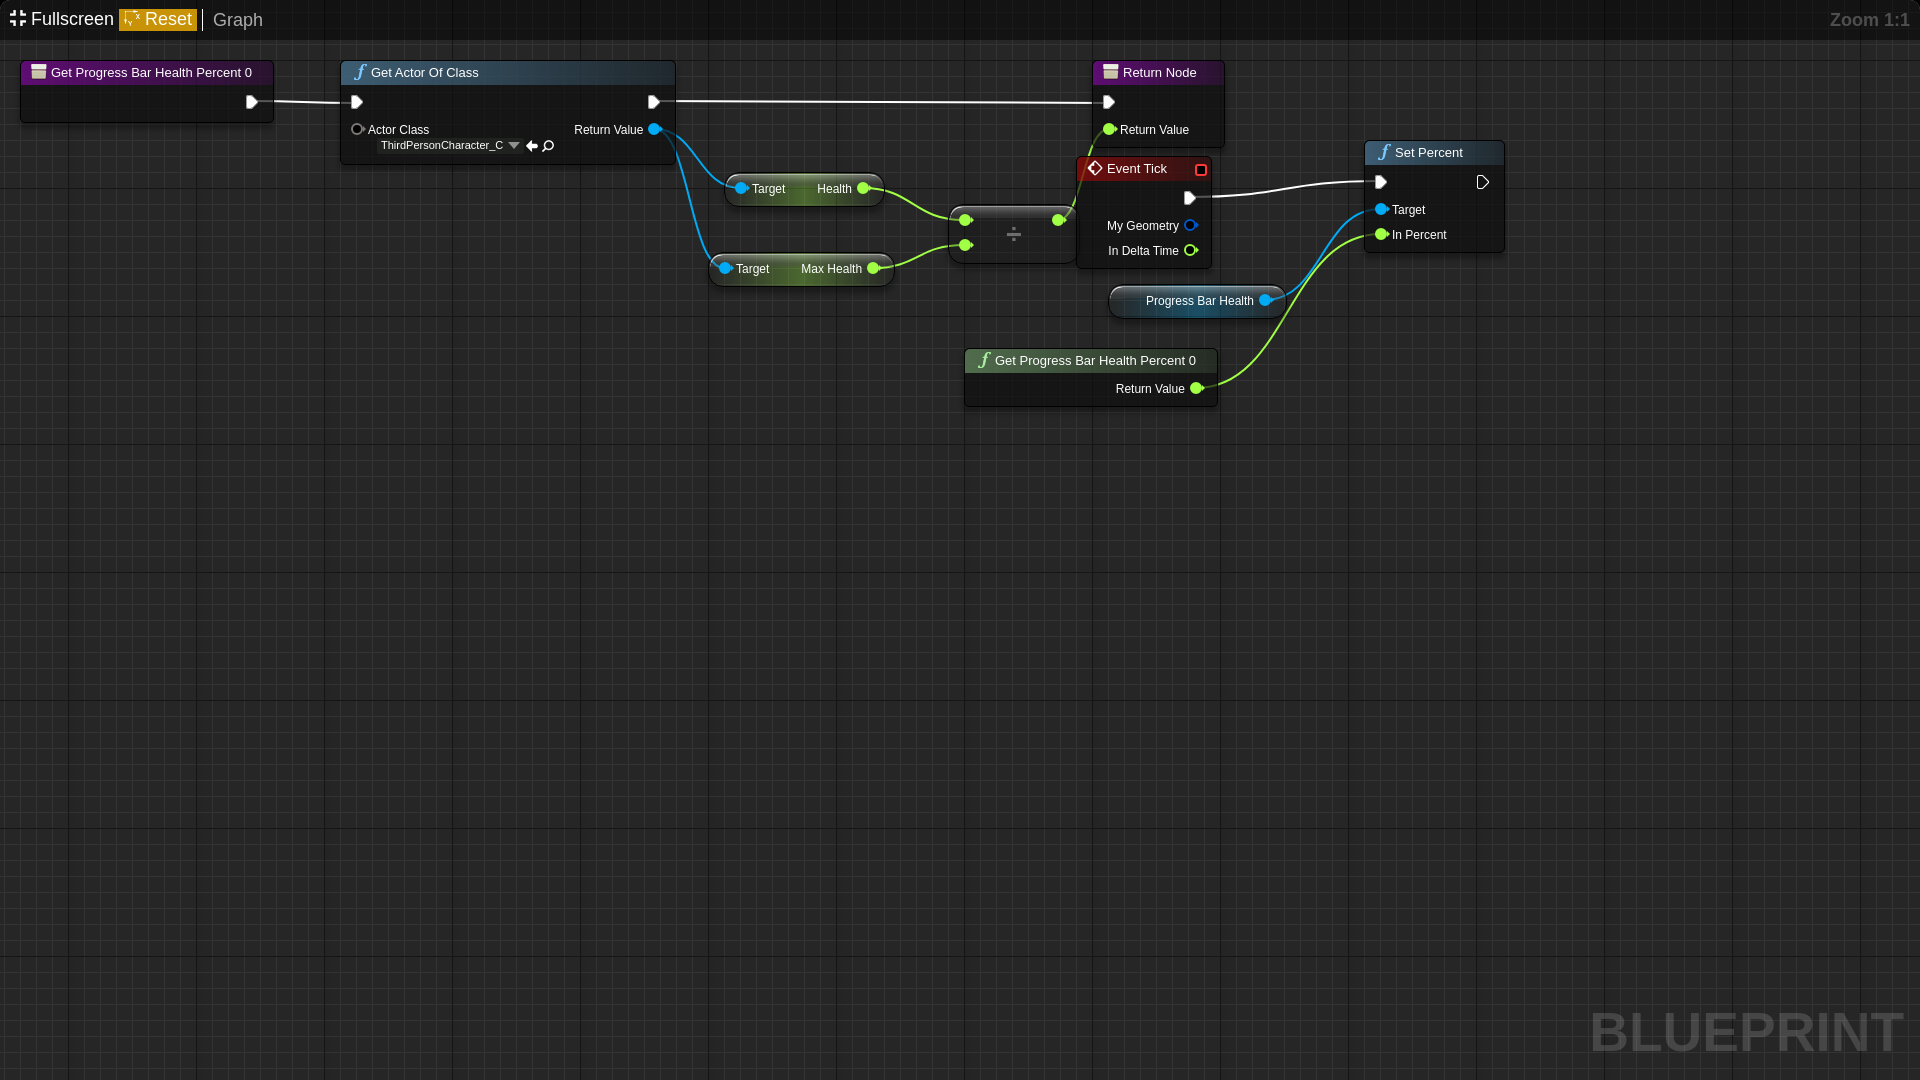 Fullscreen Reset Graph Zoom 1:1
Get Progress Bar Health Percent 0
Get Actor Of Class
Actor Class
ThirdPersonCharacter_C
Return Value
Return Node
Return Value
Target Health
Target Max Health
÷
Event Tick
My Geometry
In Delta Time
Set Percent
Target
In Percent
Progress Bar Health
Get Progress Bar Health Percent 0
Return Value
BLUEPRINT